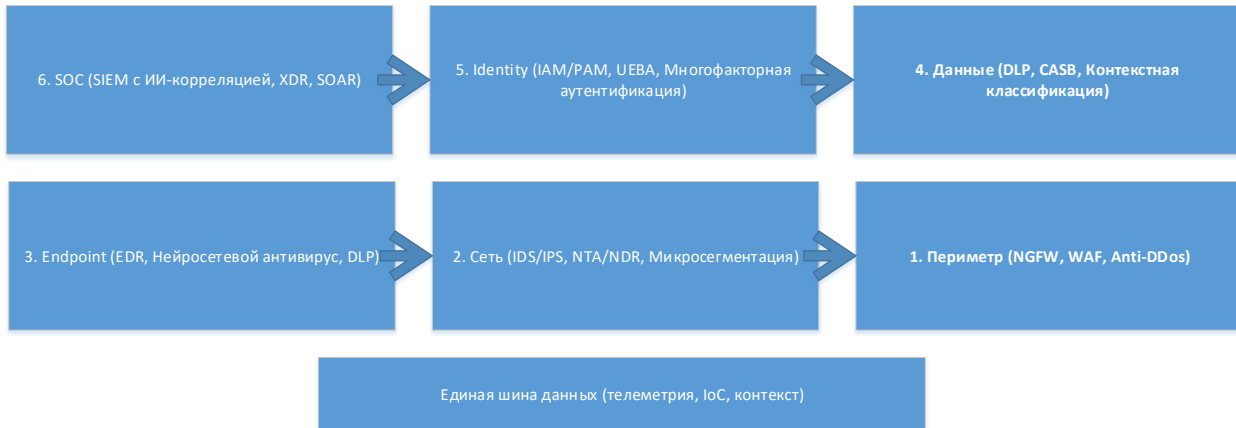 6. SOC (SIEM с ИИ-корреляцией, XDR, SOAR)
5. Identity (IAM/PAM, UEBA, Многофакторная
аутентификация)
4. Данные (DLP, CASB, Контекстная
классификация)
3. Endpoint (EDR, Нейросетевой антивирус, DLP)
2. Сеть (IDS/IPS, NTA/NDR, Микросегментация)
1. Периметр (NGFW, WAF, Anti-DDos)
Единая шина данных (телеметрия, IoC, контекст)